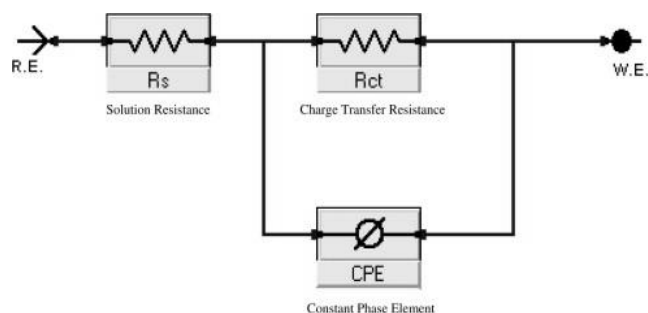 R.E.
Rs
Solution Resistance
Rct
Charge Transfer Resistance
W.E.
CPE
Constant Phase Element